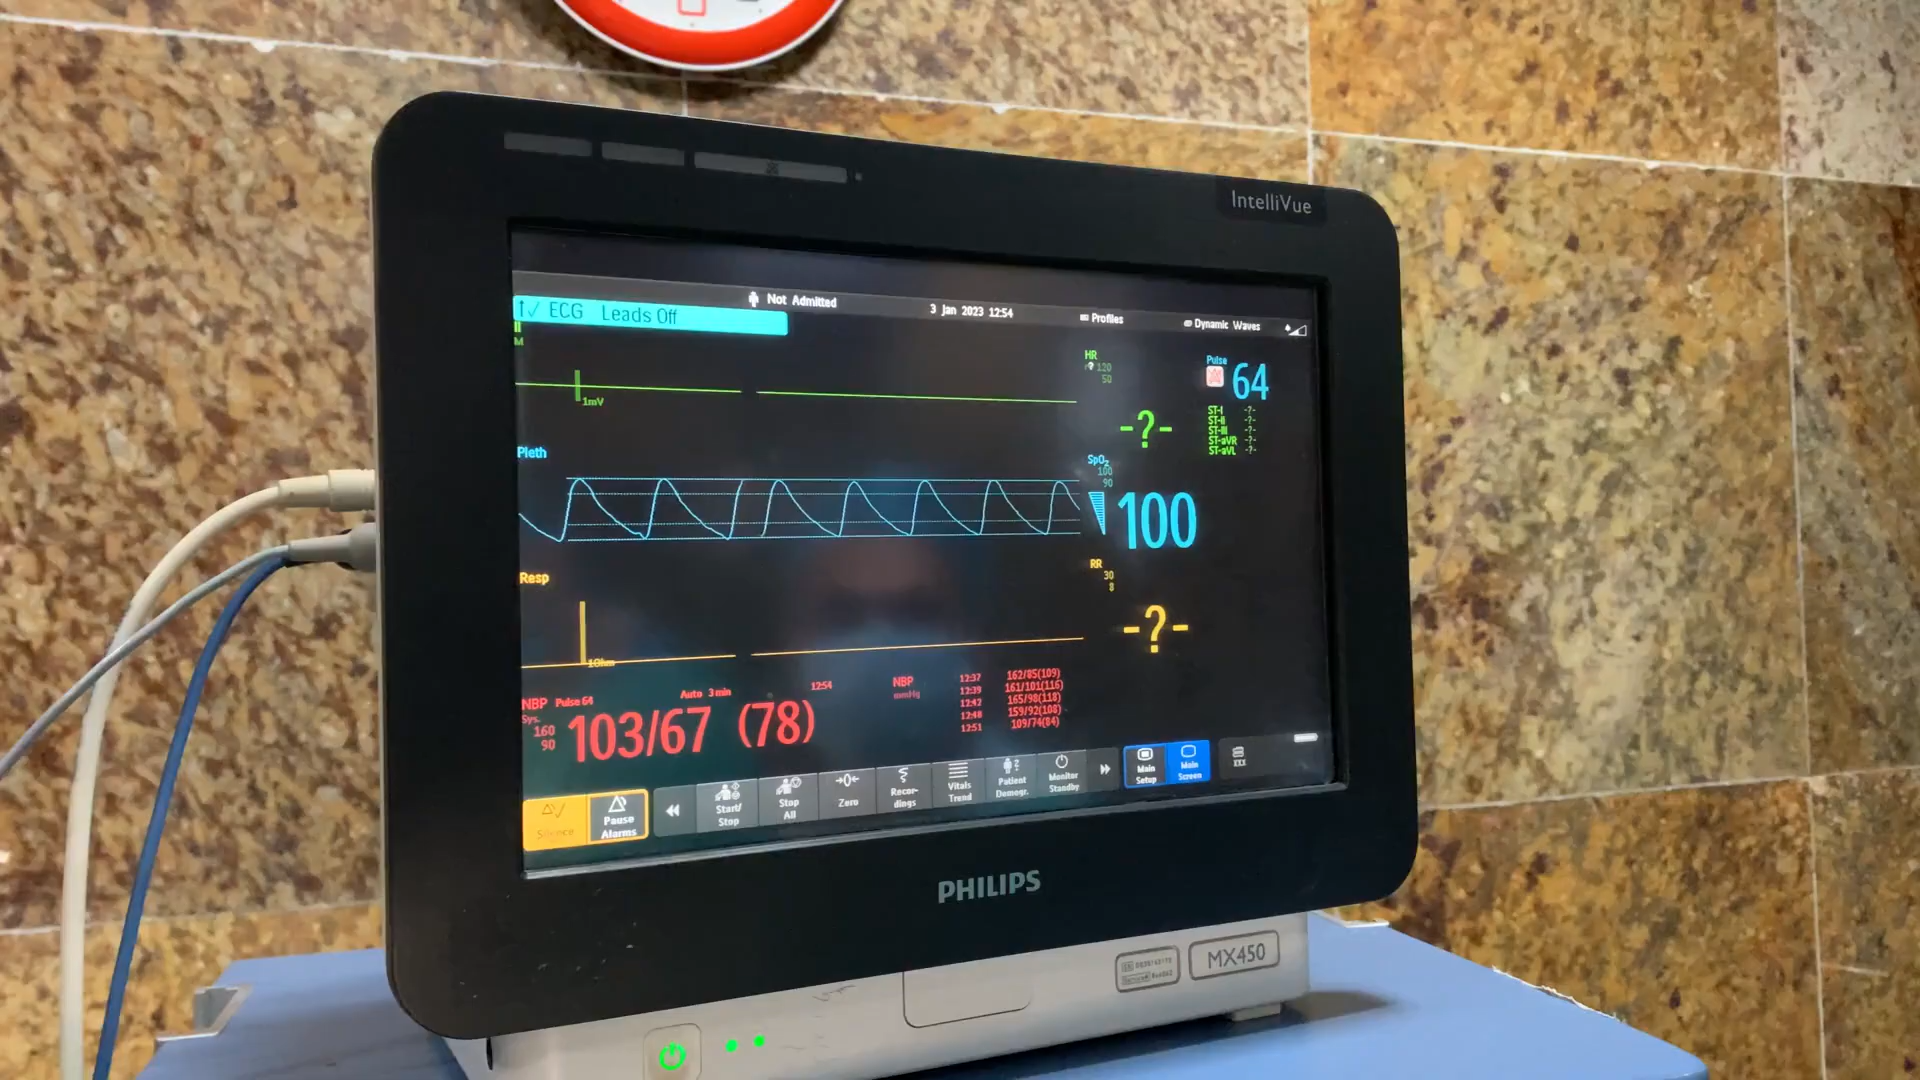 IntelliVue
Not Admitted
3 Jan 2023 12:54
Profiles
Dynamic Waves
ECG Leads Off
II
M
1mV
HR
120
50
-?-
Pulse
64
ST-I -?-
ST-II -?-
ST-III -?-
ST-aVR -?-
ST-aVL -?-
Pleth
SpO₂
100
90
100
Resp
1Ohm
RR
30
8
-?-
NBP Pulse 64 Auto 3 min 12:54
Sys.
160
90
103/67 (78)
NBP
mmHg
12:37 162/85(109)
12:39 161/101(116)
12:42 165/98(118)
12:48 159/92(108)
12:51 109/74(84)
Silence
Pause
Alarms
Start/
Stop
Stop
All
Zero
Recor-
dings
Vitals
Trend
Patient
Demogr.
Monitor
Standby
Main
Setup
Main
Screen
PHILIPS
MX450